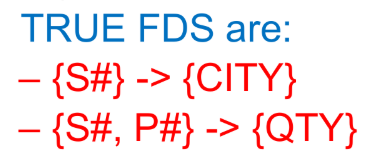 TRUE FDS are:
– {S#} -> {CITY}
– {S#, P#} -> {QTY}